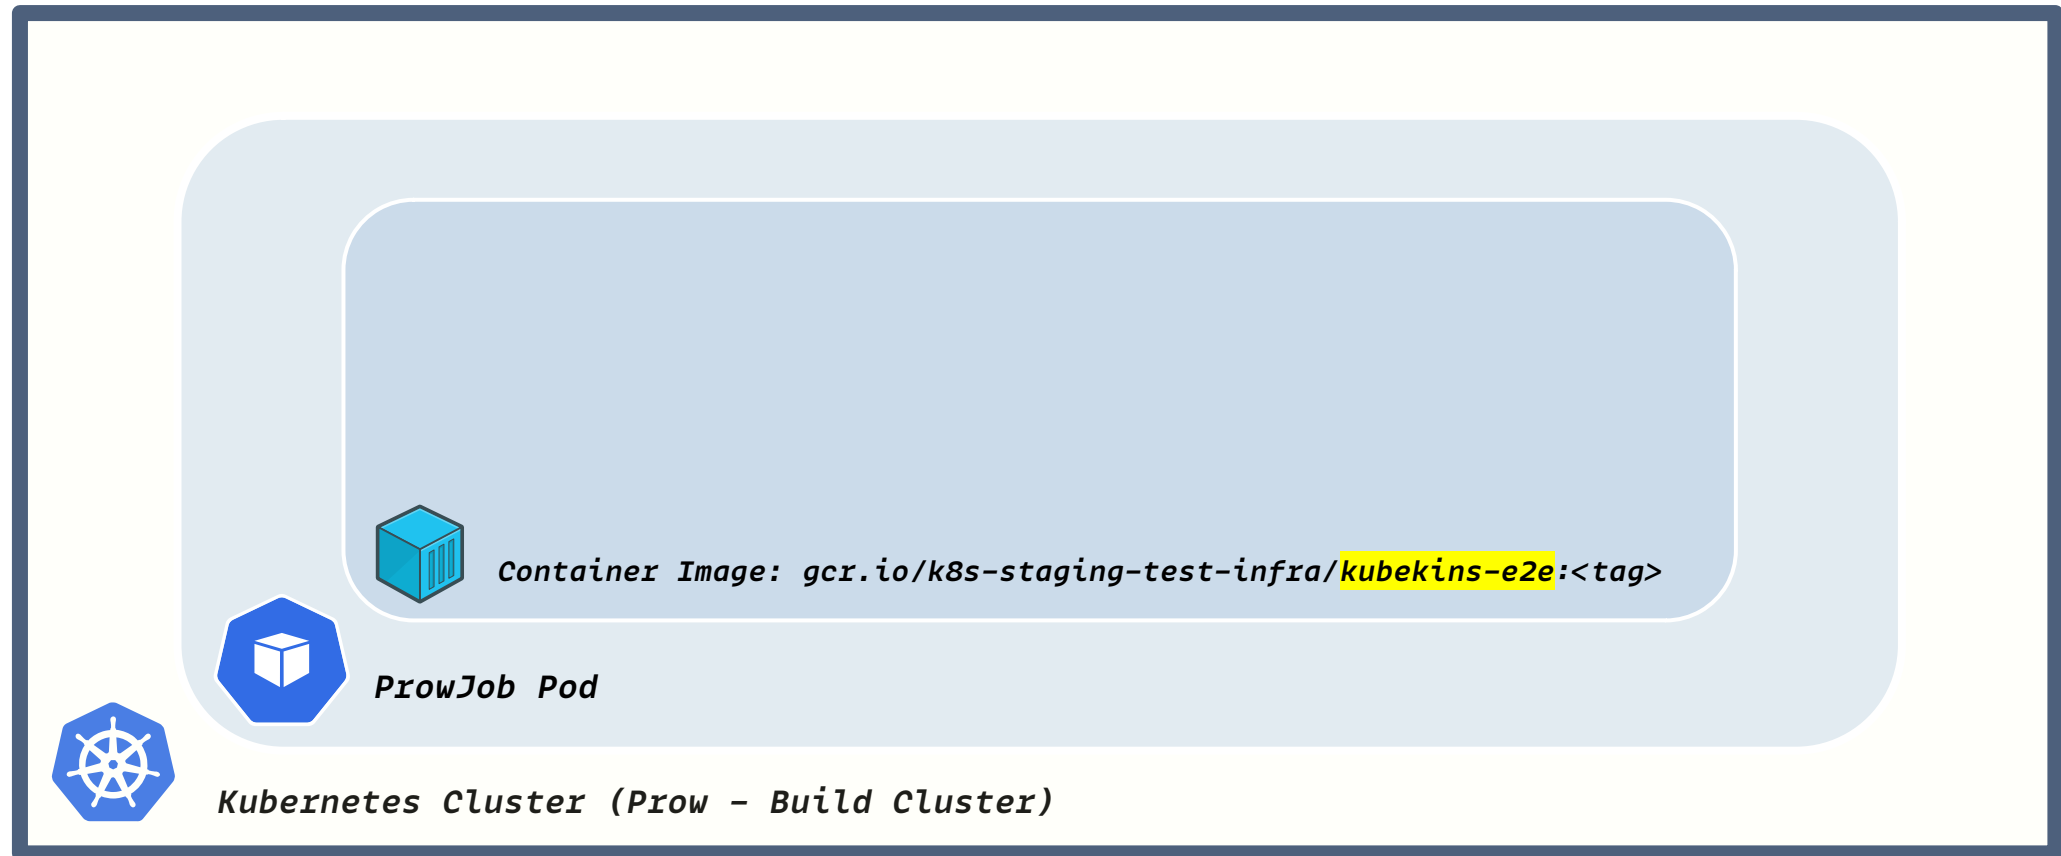 Container Image: gcr.io/k8s-staging-test-infra/kubekins-e2e:<tag>
ProwJob Pod
Kubernetes Cluster (Prow - Build Cluster)